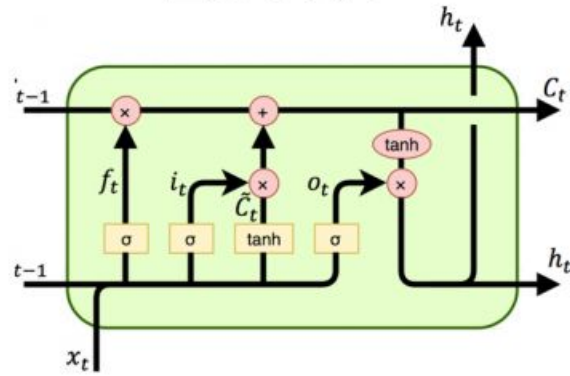 h_t
t−1 × + C_t
tanh
f_t i_t × o_t ×
C̃_t
σ σ tanh σ
t−1 h_t
x_t